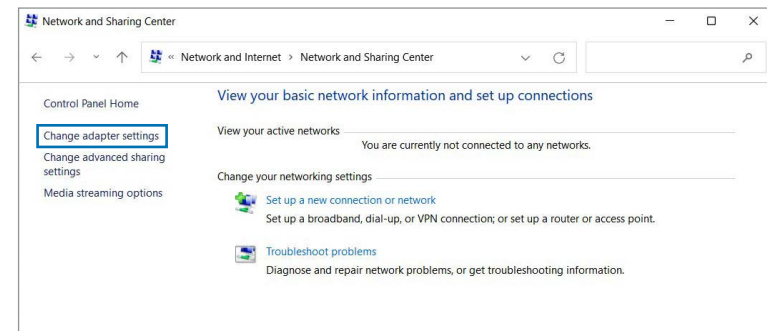 Network and Sharing Center
« Network and Internet > Network and Sharing Center
Control Panel Home
Change adapter settings
Change advanced sharing
settings
Media streaming options
View your basic network information and set up connections
View your active networks
You are currently not connected to any networks.
Change your networking settings
Set up a new connection or network
Set up a broadband, dial-up, or VPN connection; or set up a router or access point.
Troubleshoot problems
Diagnose and repair network problems, or get troubleshooting information.